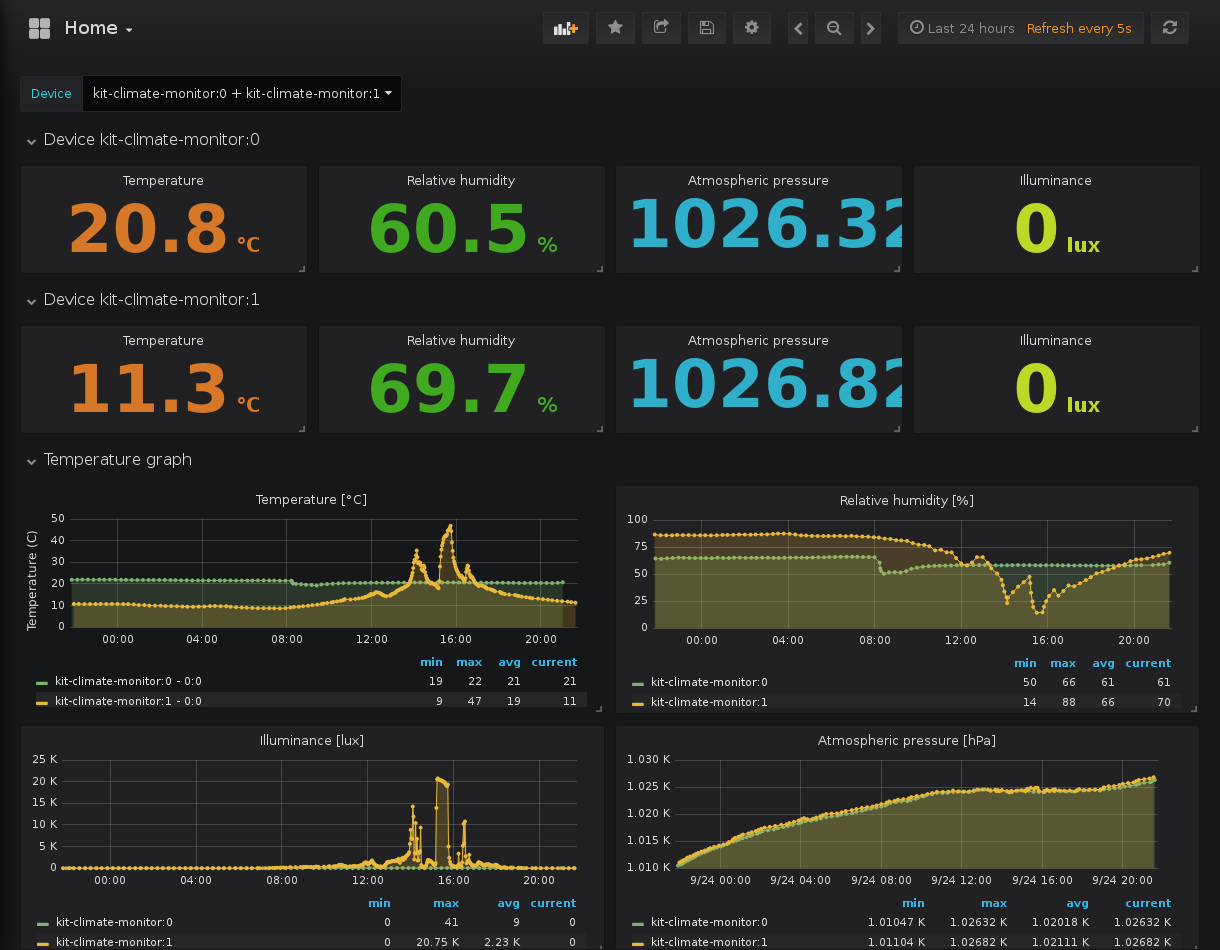 Home
Last 24 hours Refresh every 5s
Device kit-climate-monitor:0 + kit-climate-monitor:1
Device kit-climate-monitor:0
Temperature Relative humidity Atmospheric pressure Illuminance
20.8 °C 60.5 % 1026.32 0 lux
Device kit-climate-monitor:1
Temperature Relative humidity Atmospheric pressure Illuminance
11.3 °C 69.7 % 1026.82 0 lux
Temperature graph
Temperature [°C]
Temperature (C)
50
40
30
20
10
0
00:00 04:00 08:00 12:00 16:00 20:00
min max avg current
kit-climate-monitor:0 - 0:0 19 22 21 21
kit-climate-monitor:1 - 0:0 9 47 19 11
Relative humidity [%]
100
75
50
25
0
00:00 04:00 08:00 12:00 16:00 20:00
min max avg current
kit-climate-monitor:0 50 66 61 61
kit-climate-monitor:1 14 88 66 70
Illuminance [lux]
25 K
20 K
15 K
10 K
5 K
0
00:00 04:00 08:00 12:00 16:00 20:00
min max avg current
kit-climate-monitor:0 0 41 9 0
kit-climate-monitor:1 0 20.75 K 2.23 K 0
Atmospheric pressure [hPa]
1.030 K
1.025 K
1.020 K
1.015 K
1.010 K
9/24 00:00 9/24 04:00 9/24 08:00 9/24 12:00 9/24 16:00 9/24 20:00
min max avg current
kit-climate-monitor:0 1.01047 K 1.02632 K 1.02018 K 1.02632 K
kit-climate-monitor:1 1.01104 K 1.02682 K 1.02111 K 1.02682 K